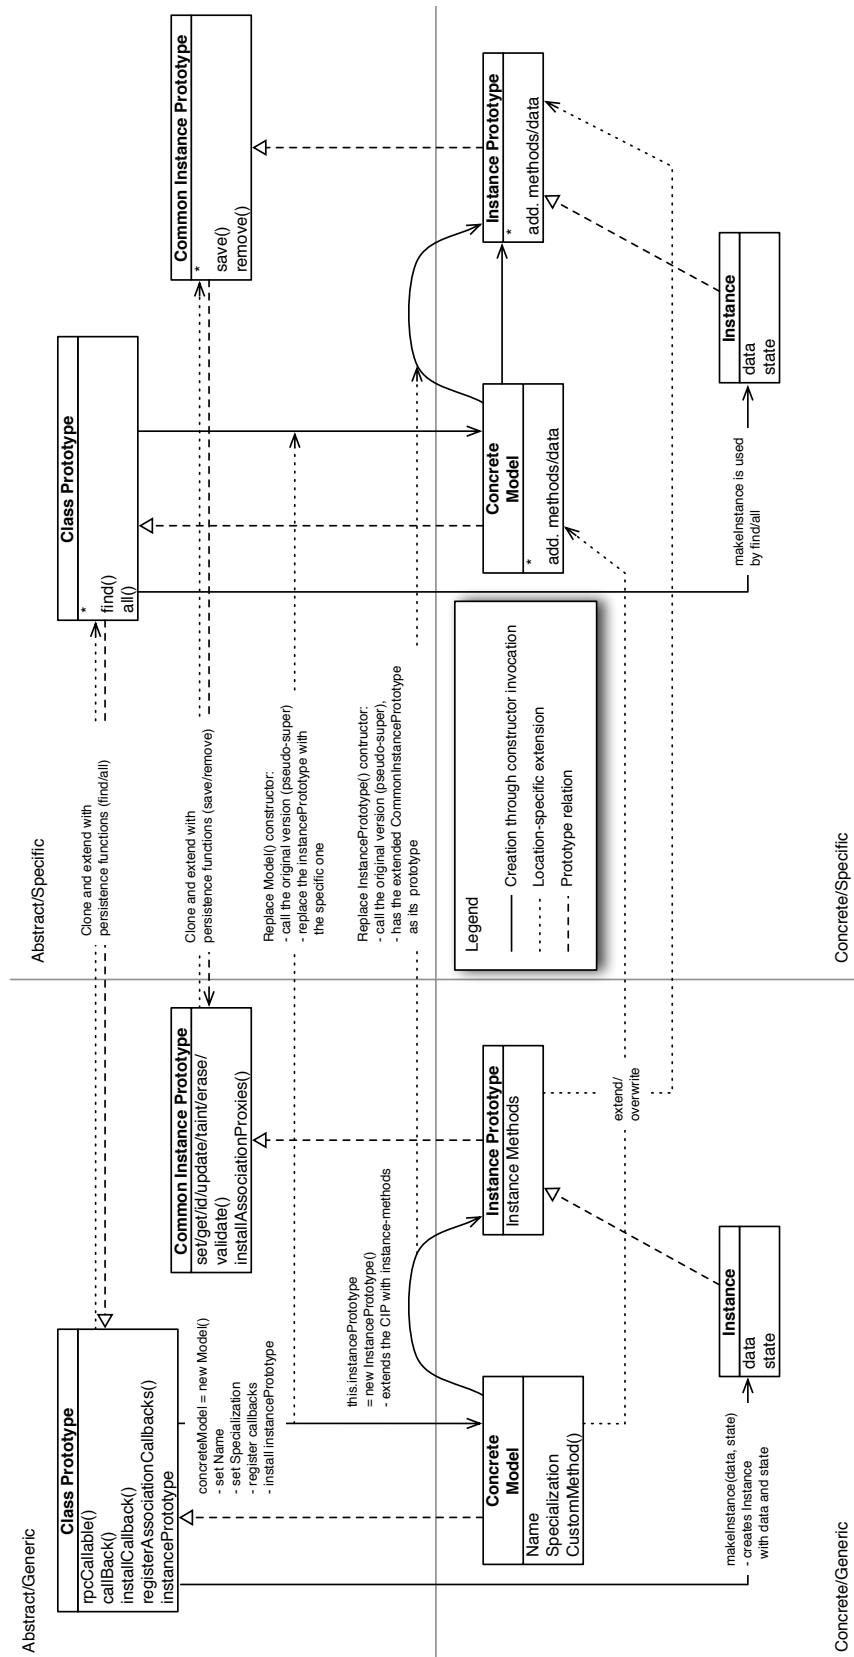 Abstract/Generic
Abstract/Specific
Class Prototype
rpcCallable()
callBack()
installCallback()
registerAssociationCallbacks()
instancePrototype
Clone and extend with
persistence functions (find/all)
Class Prototype
*
find()
all()
Common Instance Prototype
set/get/id/update/taint/erase/
validate()
installAssociationProxies()
Clone and extend with
persistence functions (save/remove)
Common Instance Prototype
*
save()
remove()
concreteModel = new Model()
- set Name
- set Specialization
- register callbacks
- install instancePrototype
Replace Model() constructor:
- call the original version (pseudo-super)
- replace the instancePrototype with
the specific one
this.instancePrototype
= new InstancePrototype()
- extends the CIP with instance-methods
Replace InstancePrototype() contructor:
- call the original version (pseudo-super),
- has the extended CommonInstancePrototype
as its prototype
Concrete
Model
Name
Specialization
CustomMethod()
Instance Prototype
Instance Methods
Legend
Creation through constructor invocation
Location-specific extension
Prototype relation
Concrete
Model
*
add. methods/data
Instance Prototype
*
add. methods/data
extend/
overwrite
makeInstance(data, state)
- creates Instance
with data and state
Instance
data
state
makeInstance is used
by find/all
Instance
data
state
Concrete/Generic
Concrete/Specific